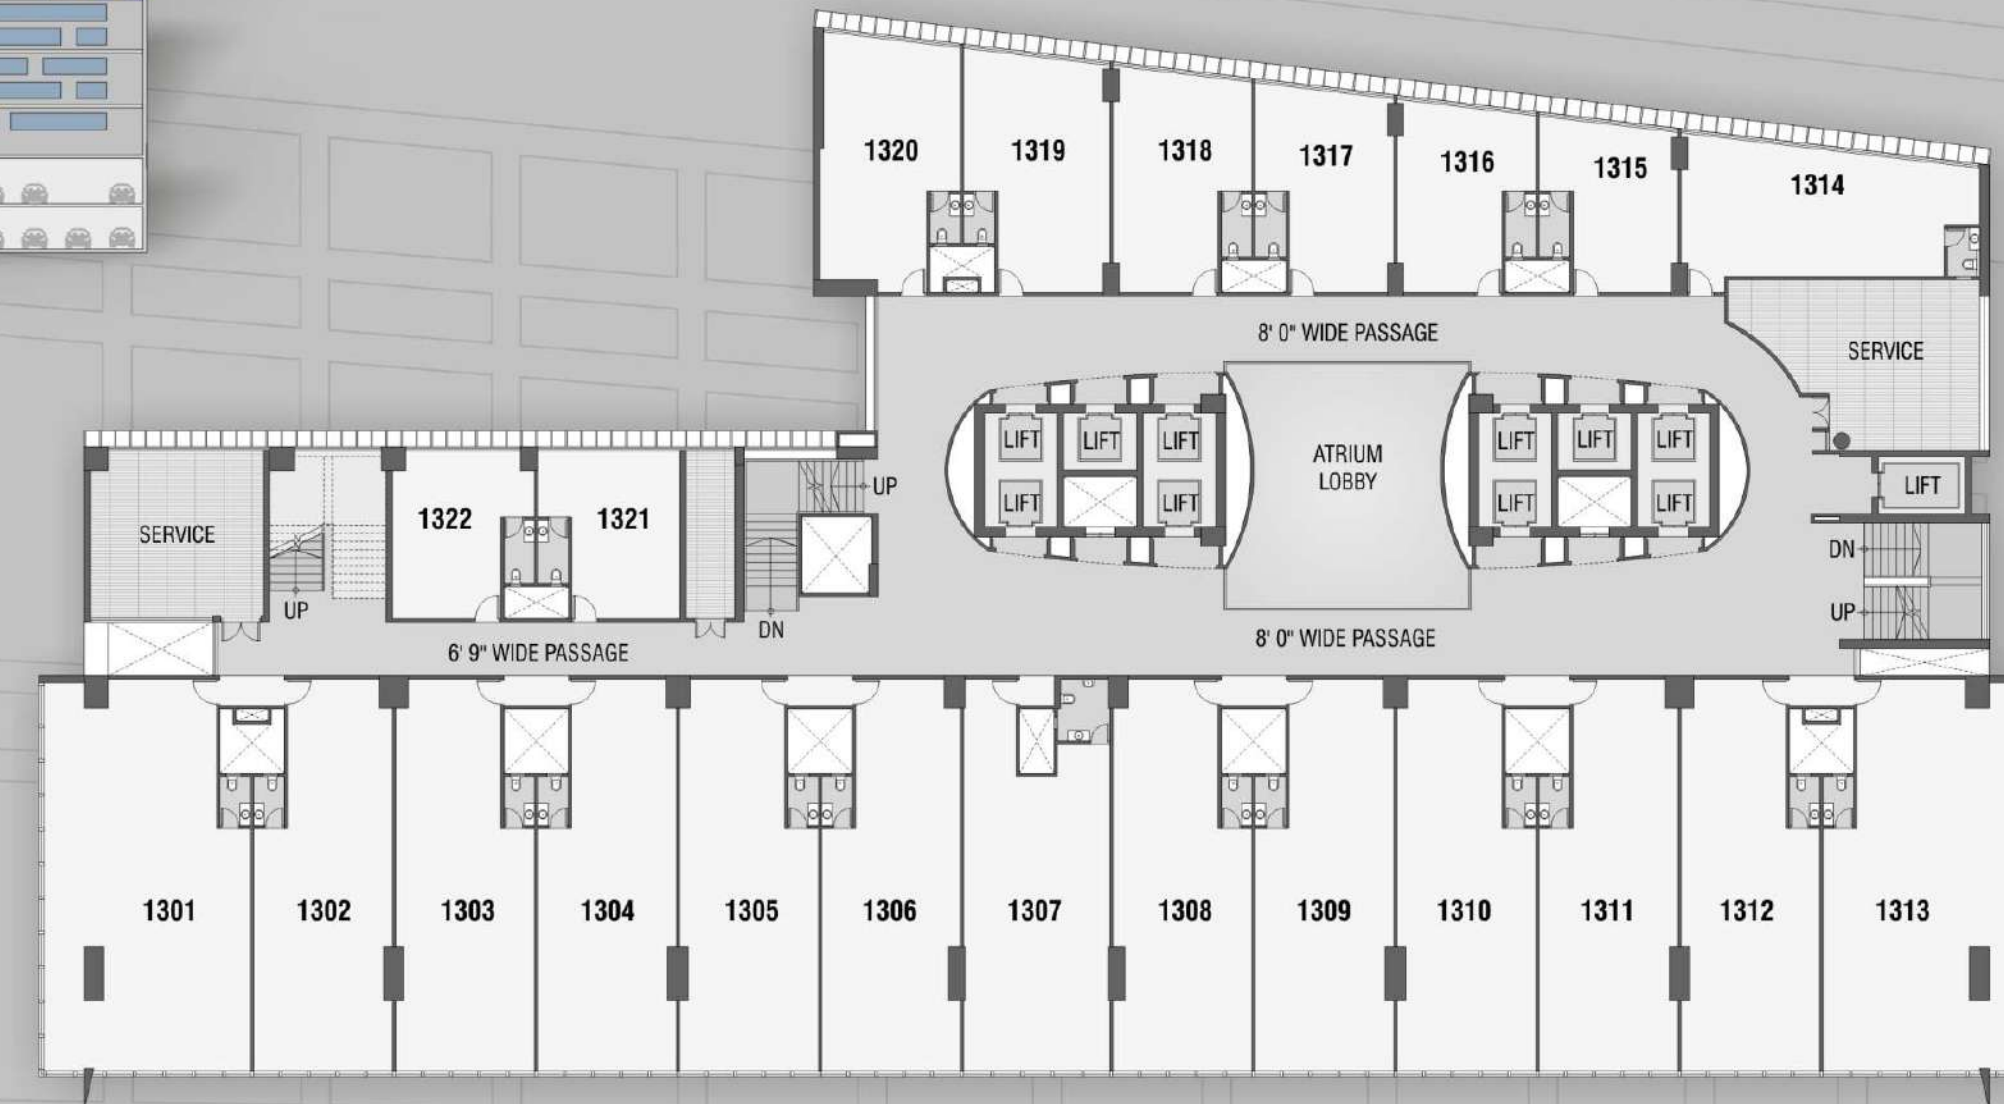 1320
1319
1318
1317
1316
1315
1314
8' 0" WIDE PASSAGE
SERVICE
LIFT
LIFT
LIFT
LIFT
LIFT
LIFT
ATRIUM
LOBBY
LIFT
LIFT
LIFT
LIFT
LIFT
UP
SERVICE
1322
1321
DN
UP
UP
DN
6' 9" WIDE PASSAGE
8' 0" WIDE PASSAGE
1301
1302
1303
1304
1305
1306
1307
1308
1309
1310
1311
1312
1313